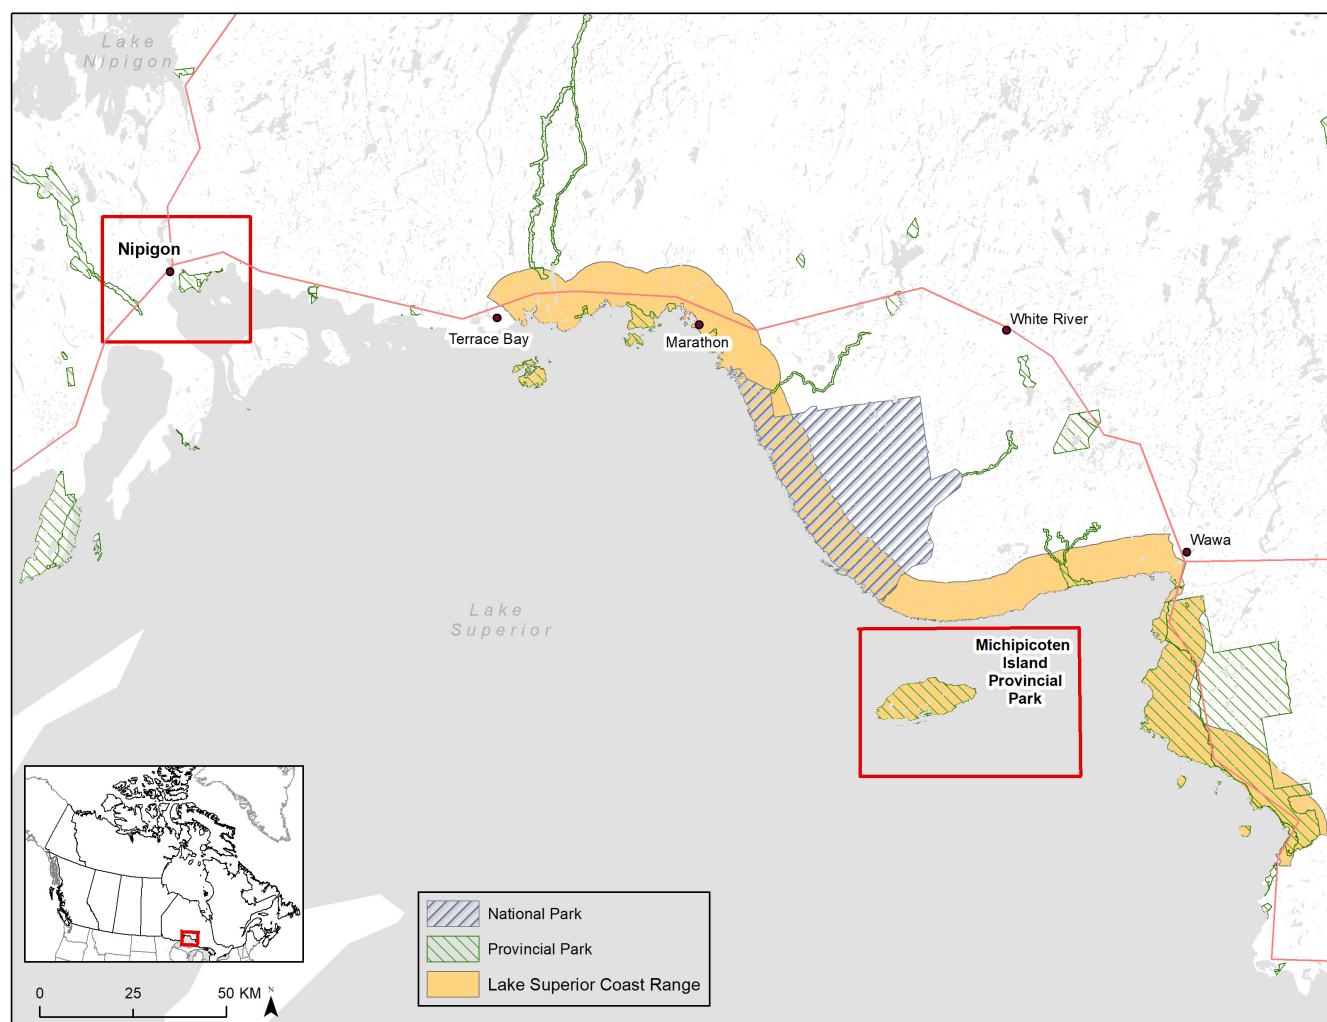 Lake
Nipigon
Nipigon
Terrace Bay
Marathon
White River
Wawa
Lake
Superior
Michipicoten
Island
Provincial
Park
National Park
Provincial Park
Lake Superior Coast Range
0 25 50 KM
N